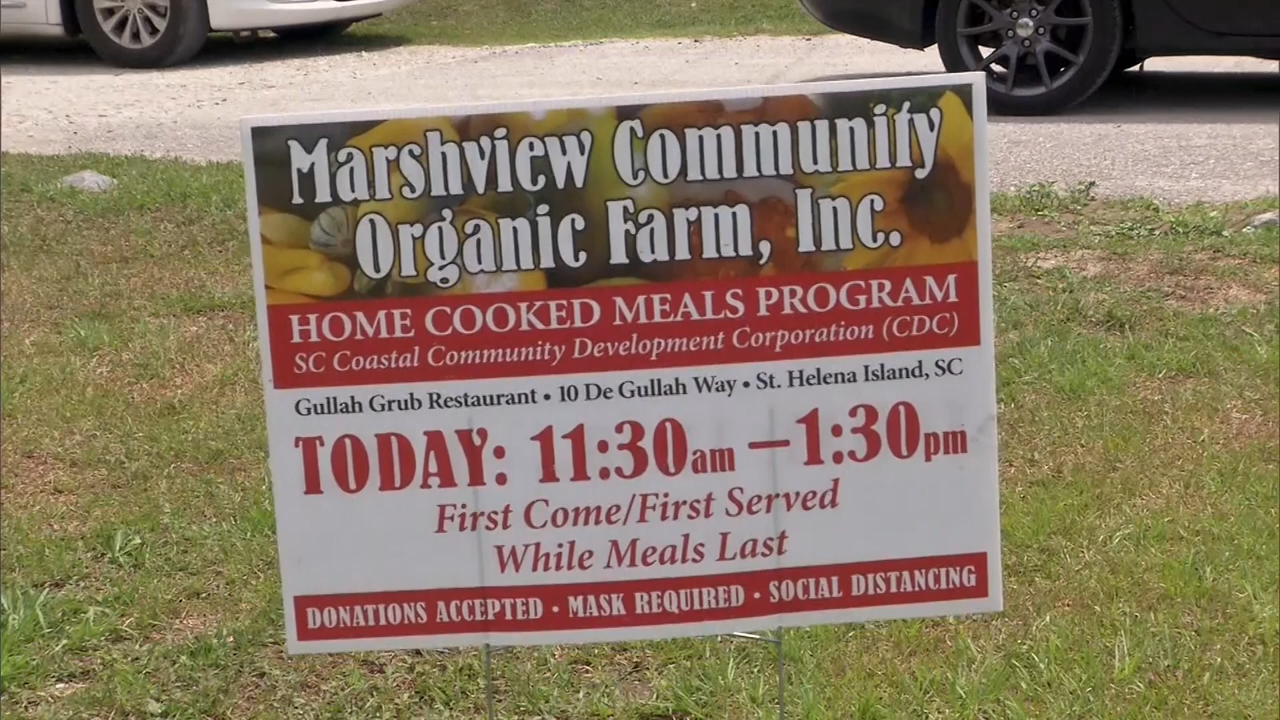 Marshview Community
Organic Farm, Inc.
HOME COOKED MEALS PROGRAM
SC Coastal Community Development Corporation (CDC)
Gullah Grub Restaurant • 10 De Gullah Way • St. Helena Island, SC
TODAY: 11:30am – 1:30pm
First Come/First Served
While Meals Last
DONATIONS ACCEPTED • MASK REQUIRED • SOCIAL DISTANCING